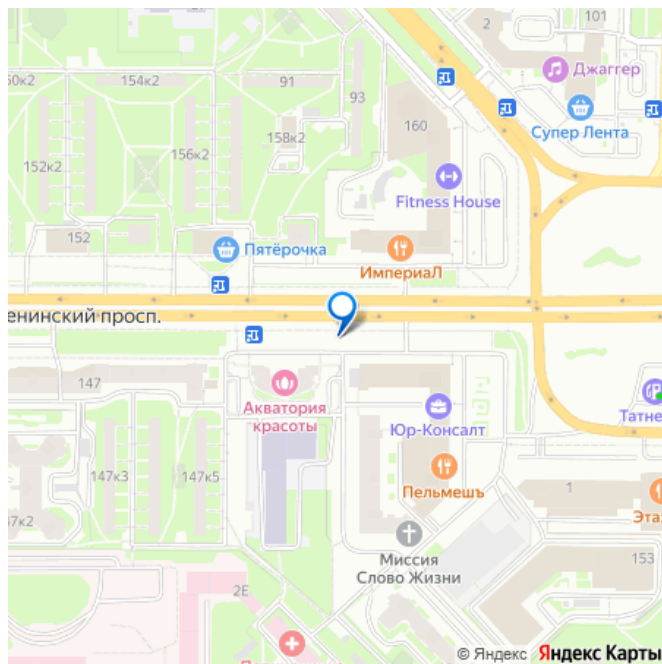 2
101
Джаггер
150к2
154к2
91
93
160
Супер Лента
158к2
156к2
152к2
Fitness House
152
Пятёрочка
ИмпериаЛ
енинский просп.
147
Акватория
красоты
Юр-Консалт
Татне
147к3
147к5
Пельмешъ
1
Эта
67к2
Миссия
Слово Жизни
153
2Е
© Яндекс Яндекс Карты